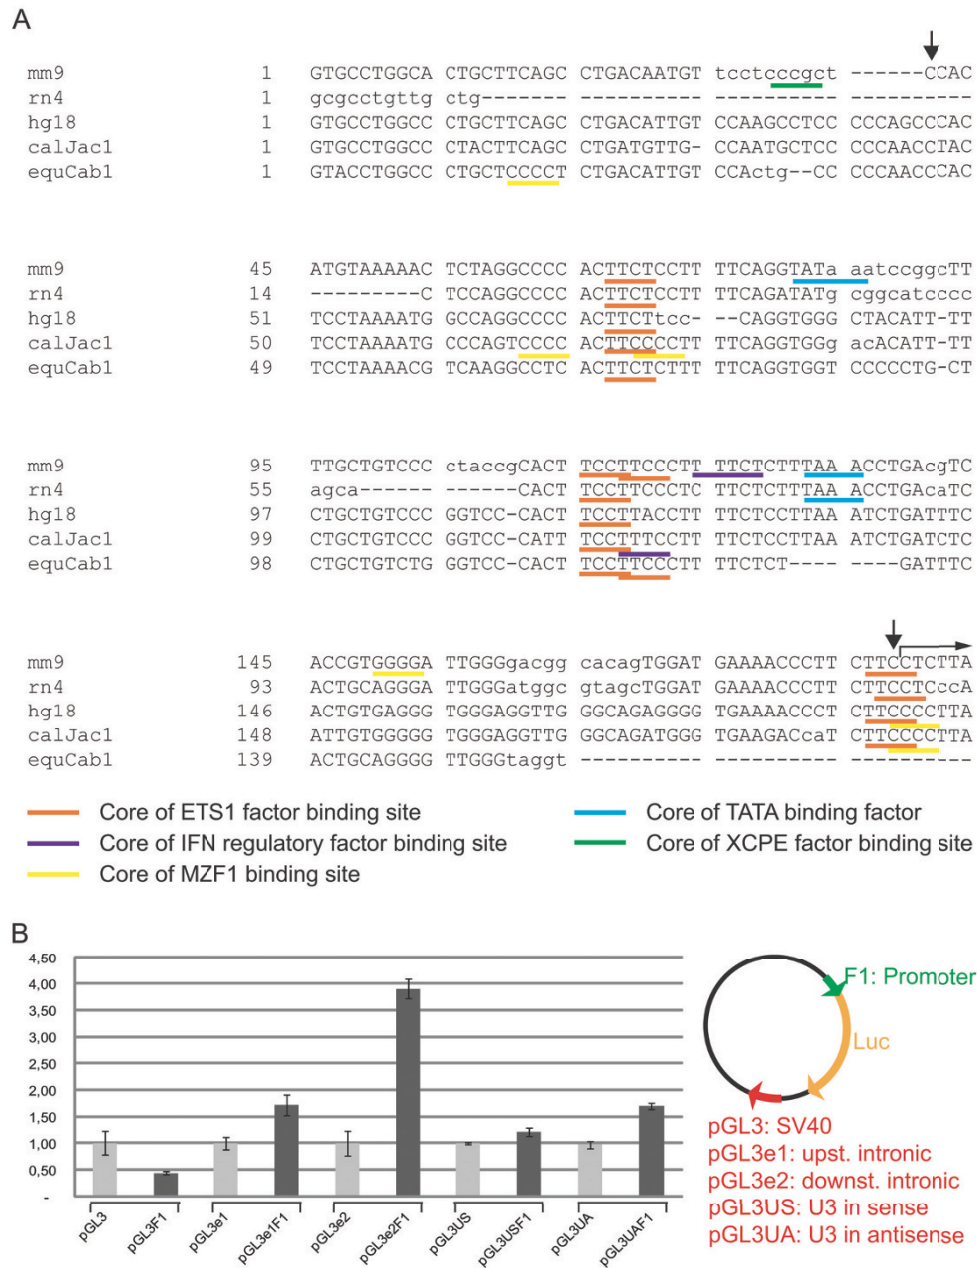 A
mm9 1 GTGCCTGGCA CTGCTTCAGC CTGACAATGT tcctcccgct ------CCAC
rn4 1 gcgcctgttg ctg------- ---------- ---------- ----------
hg18 1 GTGCCTGGCC CTGCTTCAGC CTGACATTGT CCAAGCCTCC CCCAGCCCAC
calJac1 1 GTGCCTGGCC CTACTTCAGC CTGATGTTG- CCAATGCTCC CCCAACCTAC
equCab1 1 GTACCTGGCC CTGCTCCCCT CTGACATTGT CCActg--CC CCCAACCCAC
mm9 45 ATGTAAAAAC TCTAGGCCCC ACTTCTCCTT TTCAGGTATa aatccggcTT
rn4 14 ---------C TCCAGGCCCC ACTTCTCCTT TTCAGATATg cggcatcccc
hg18 51 TCCTAAAATG GCCAGGCCCC ACTTCTtcc- --CAGGTGGG CTACATT-TT
calJac1 50 TCCTAAAATG CCCAGTCCCC ACTTCCCCTT TTCAGGTGGg acACATT-TT
equCab1 49 TCCTAAAACG TCAAGGCCTC ACTTCTCTTT TTCAGGTGGT CCCCCTG-CT
mm9 95 TTGCTGTCCC ctaccgCACT TCCTTCCCTT TTCTCTTTAA ACCTGAcgTC
rn4 55 agca------ ------CACT TCCTTCCCTC TTCTCTTTAA ACCTGACaTC
hg18 97 CTGCTGTCCC GGTCC-CACT TCCTTACCTT TTCTCCTTAA ATCTGATTTC
calJac1 99 CTGCTGTCCC GGTCC-CATT TCCTTTCCTT TTCTCCTTAA ATCTGATCTC
equCab1 98 CTGCTGTCTG GGTCC-CACT TCCTTCCCTT TTCTCT---- ----GATTTC
mm9 145 ACCGTGGGGA TTGGGgacgg cacagTGGAT GAAAACCCTTC CTTCCTCTTA
rn4 93 ACTGCAGGGA TTGGGatggc gtagcTGGAT GAAAACCCTTC TTCCTCccA
hg18 146 ACTGTGAGGG TGGGAGGTTG GGCAGAGGGG TGAAAACCCTC TTCCCCTTA
calJac1 148 ATTGTGGGGG TGGGAGGTTG GGCAGATGGG TGAAGACcaTC TTCCCCTTA
equCab1 139 ACTGCAGGGG TTGGGtaggt ---------- ---------- ----------
Core of ETS1 factor binding site
Core of TATA binding factor
Core of IFN regulatory factor binding site
Core of XCPE factor binding site
Core of MZF1 binding site
B
4,50
4,00
3,50
3,00
2,50
2,00
1,50
1,00
0,50
-
pGL3 pGL3F1 pGL3e1 pGL3e1F1 pGL3e2 pGL3e2F1 pGL3US pGL3USF1 pGL3UA pGL3UAF1
F1: Promoter
Luc
pGL3: SV40
pGL3e1: upst. intronic
pGL3e2: downst. intronic
pGL3US: U3 in sense
pGL3UA: U3 in antisense